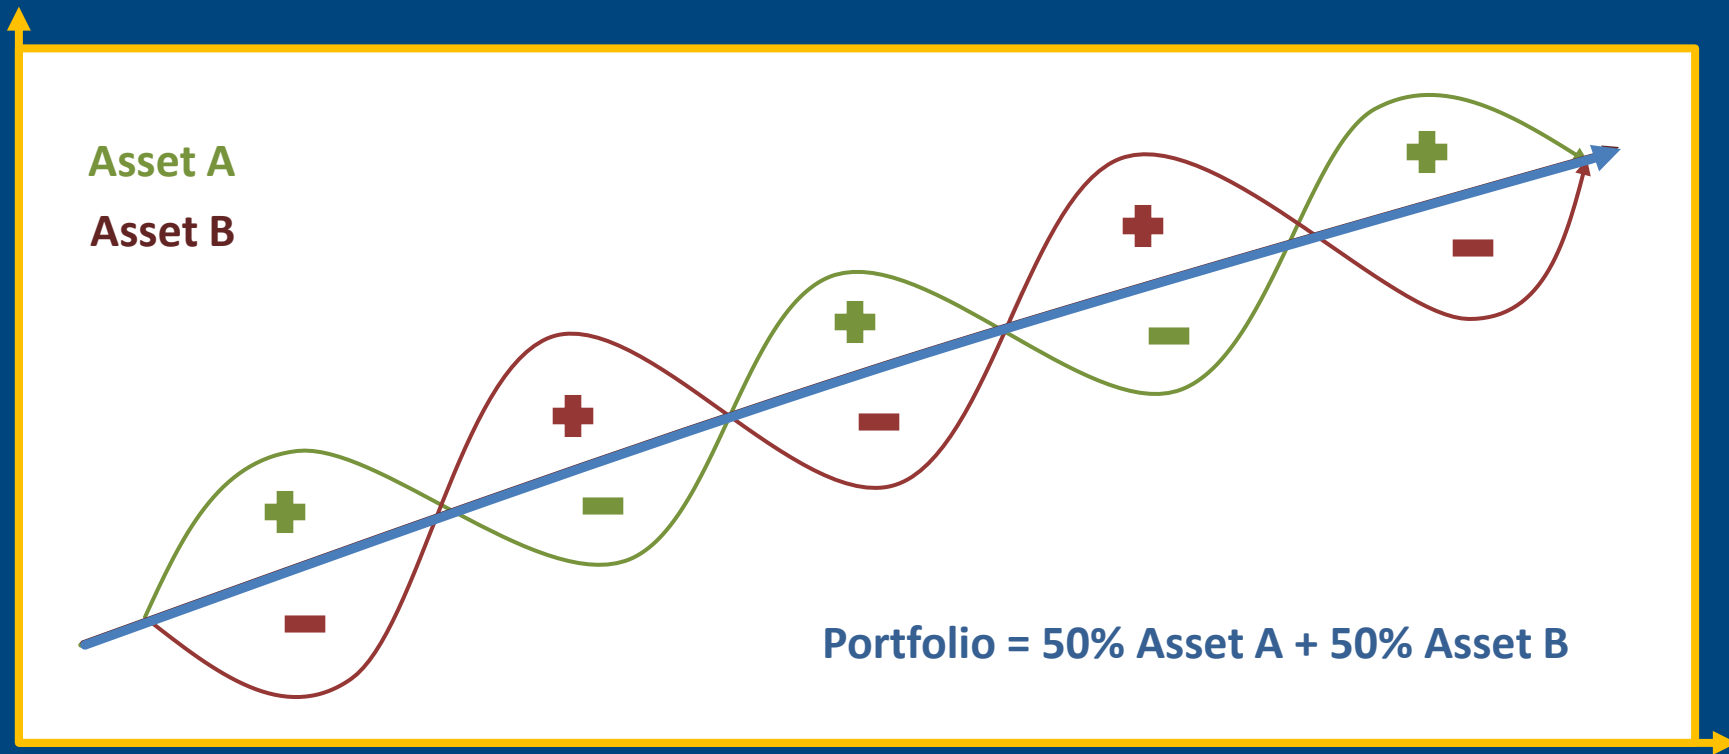 Asset A
Asset B
Portfolio = 50% Asset A + 50% Asset B